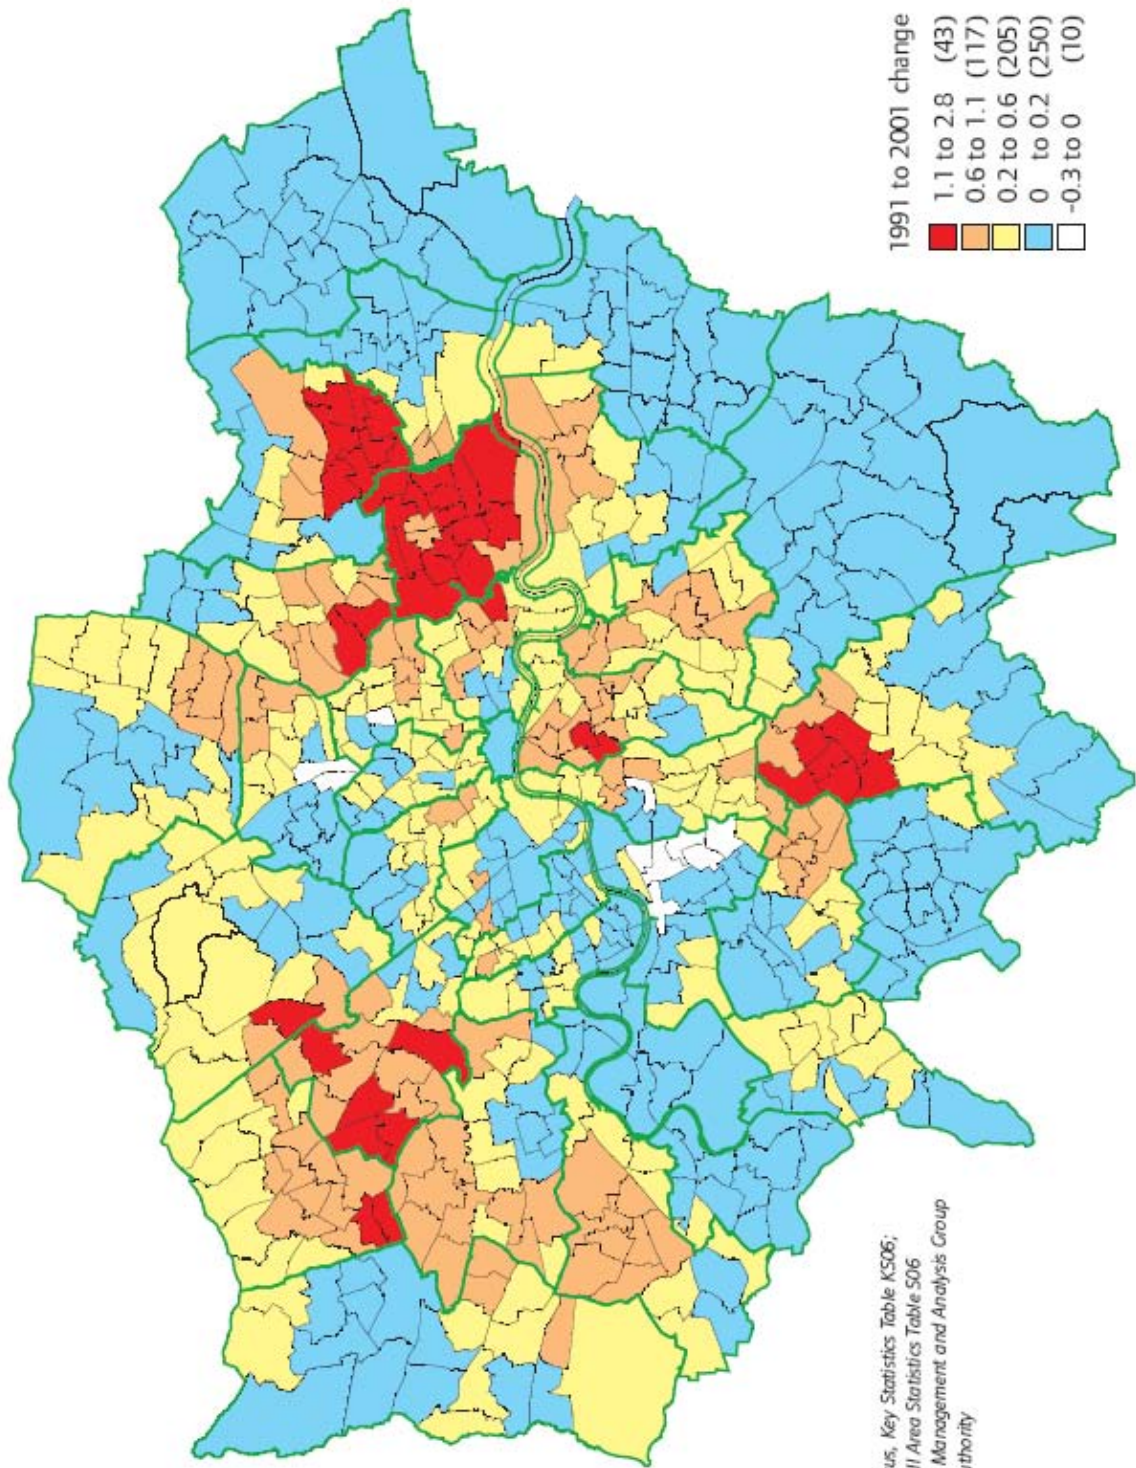 1991 to 2001 change
1.1 to 2.8 (43)
0.6 to 1.1 (117)
0.2 to 0.6 (205)
0 to 0.2 (250)
-0.3 to 0 (10)
us, Key Statistics Table KS06;
ll Area Statistics Table S06
Management and Analysis Group
thority